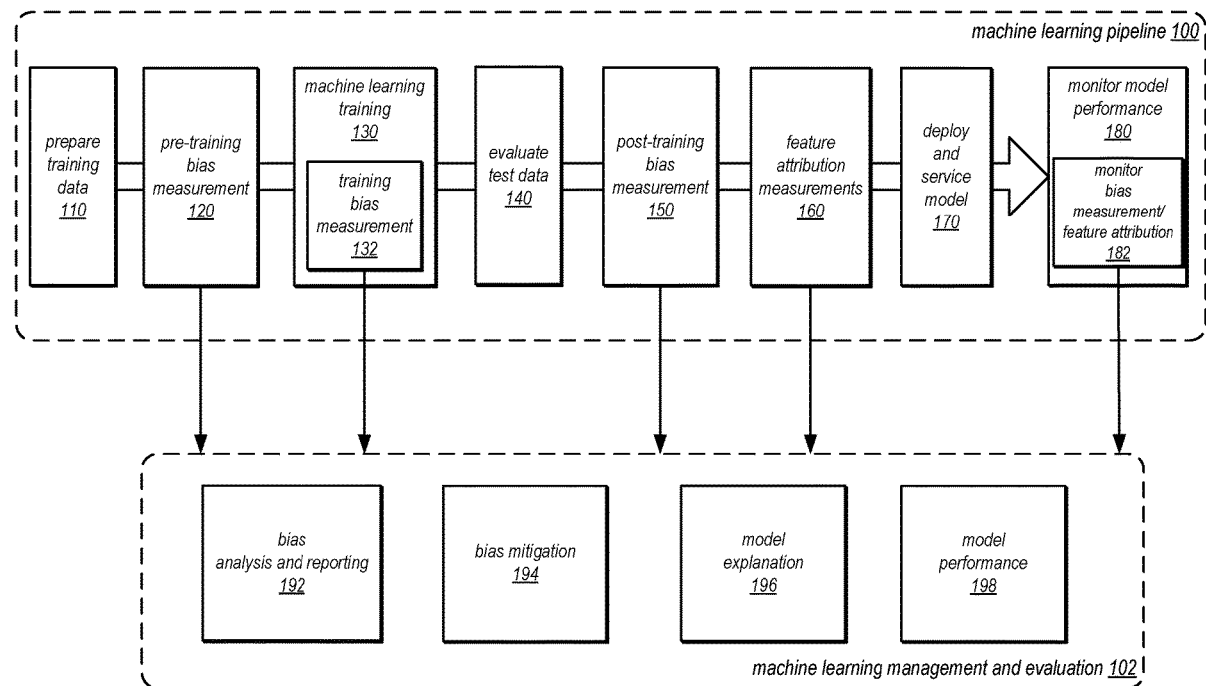 machine learning pipeline 100
prepare
training
data
110
pre-training
bias
measurement
120
machine learning
training
130
training
bias
measurement
132
evaluate
test data
140
post-training
bias
measurement
150
feature
attribution
measurements
160
deploy
and
service
model
170
monitor model
performance
180
monitor
bias
measurement/
feature attribution
182
bias
analysis and reporting
192
bias mitigation
194
model
explanation
196
model
performance
198
machine learning management and evaluation 102